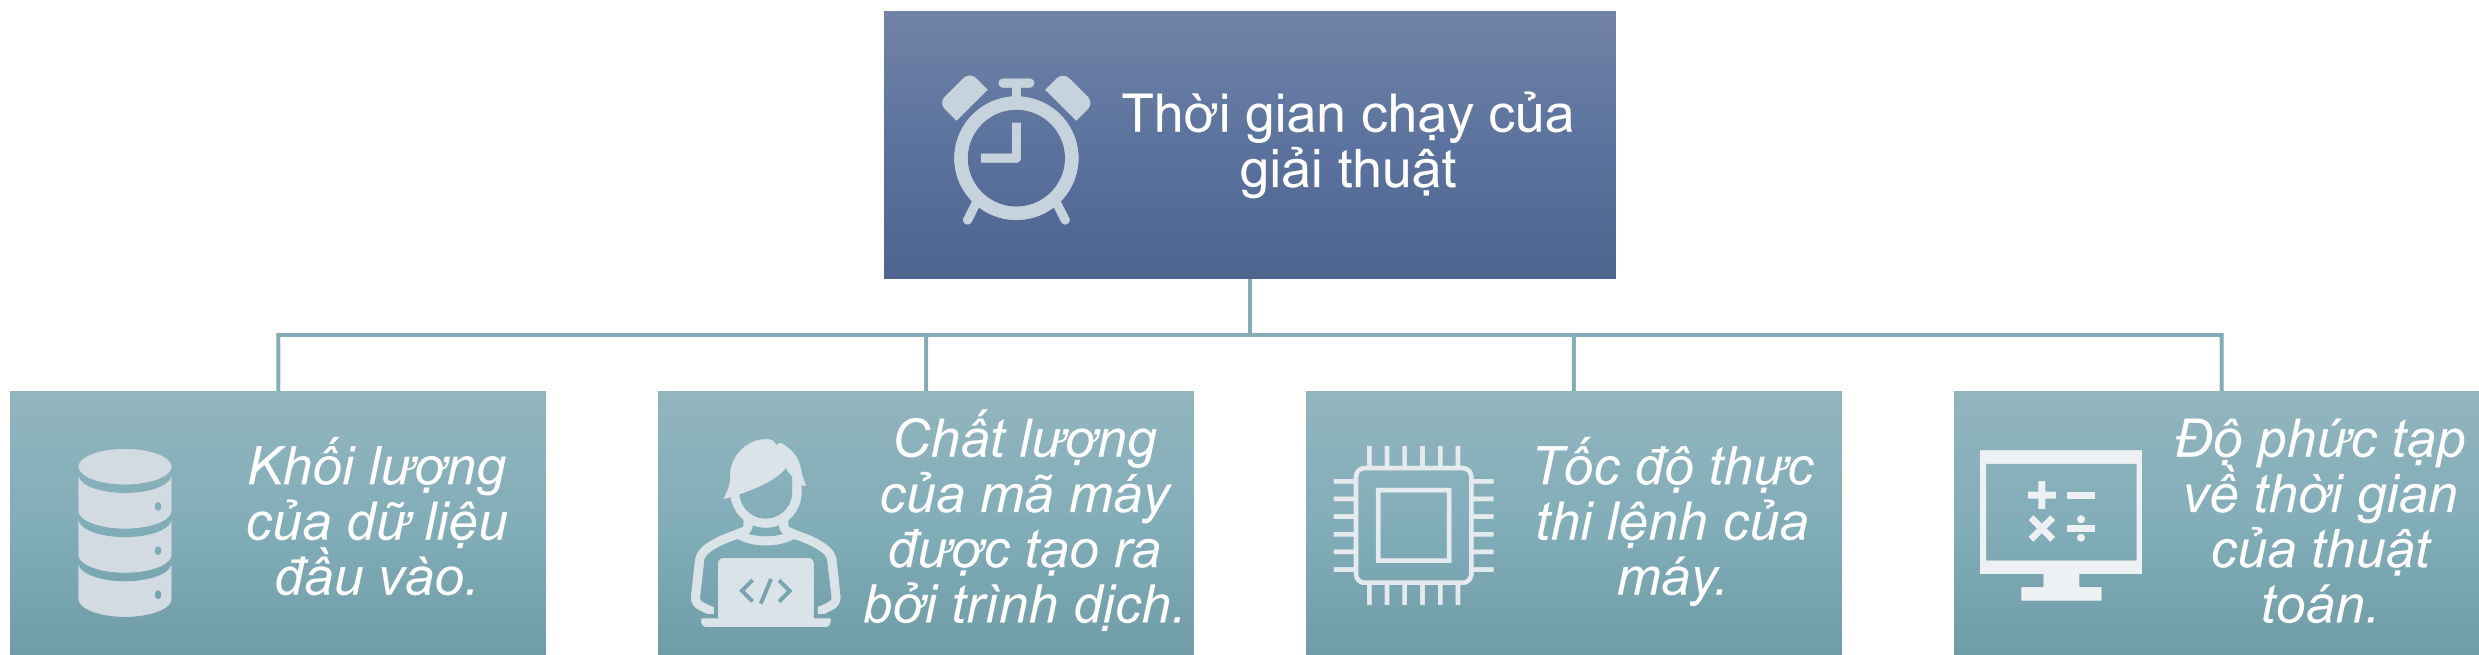 Thời gian chạy của
giải thuật
Khối lượng
của dữ liệu
đầu vào.
Chất lượng
của mã máy
được tạo ra
bởi trình dịch.
Tốc độ thực
thi lệnh của
máy.
Độ phức tạp
về thời gian
của thuật
toán.